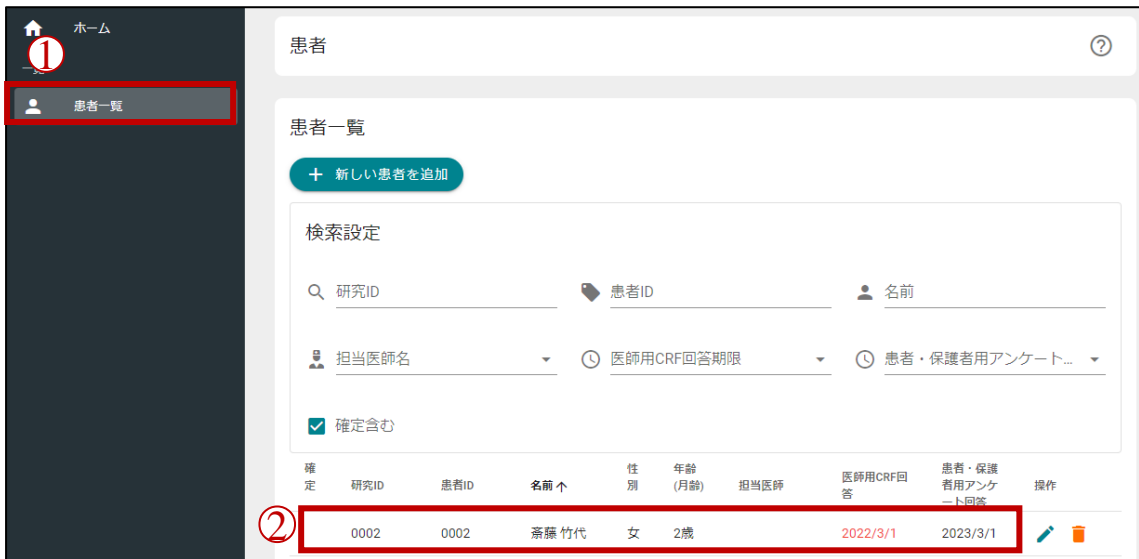 ホーム
①
一覧
患者一覧
患者
患者一覧
新しい患者を追加
検索設定
研究ID
患者ID
名前
担当医師名
医師用CRF回答期限
患者・保護者用アンケート...
確定含む
確定
研究ID
患者ID
名前
性別
年齢
(月齢)
担当医師
医師用CRF回
答
患者・保護
者用アンケ
ート回答
操作
②
0002
0002
斎藤 竹代
女
2歳
2022/3/1
2023/3/1